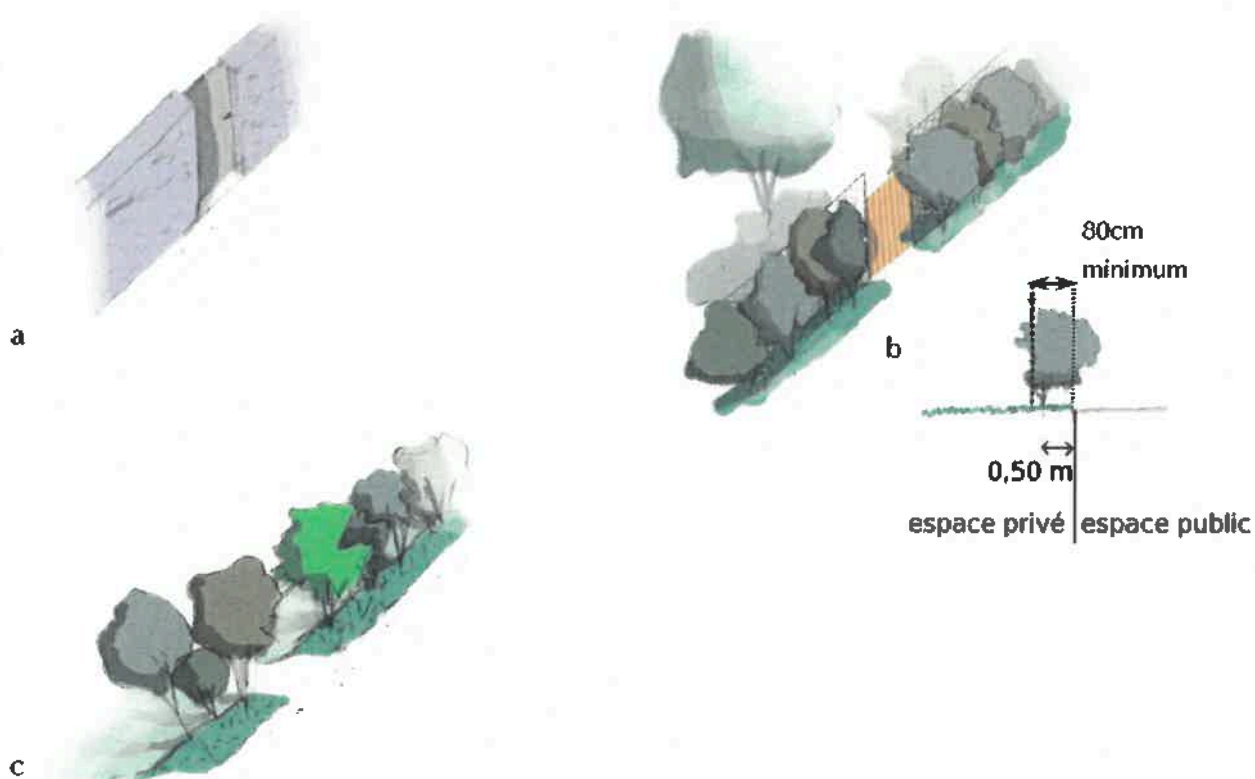 a
80cm
minimum
b
0,50 m
espace privé espace public
c